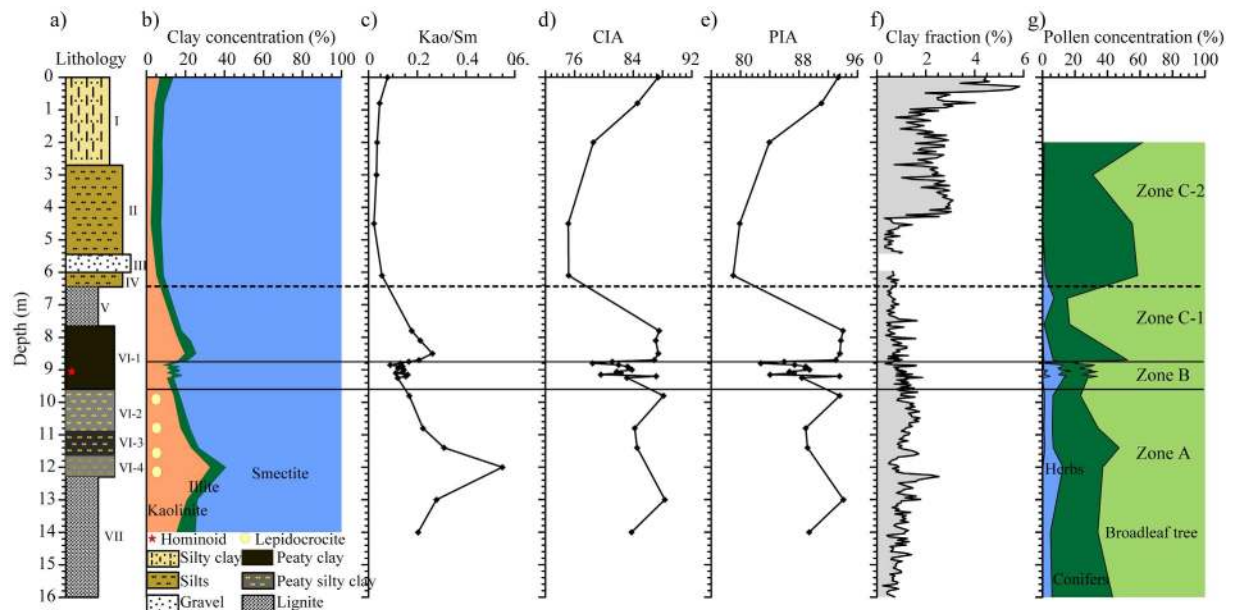 a) b) c) d) e) f) g)
Lithology
Clay concentration (%)
Kao/Sm
CIA
PIA
Clay fraction (%)
Pollen concentration (%)
0 20 40 60 80 100
0 0.2 0.4 06.
76 84 92
80 88 96
0 2 4 6
0 20 40 60 80 100
Depth (m)
0
1
2
3
4
5
6
7
8
9
10
11
12
13
14
15
16
I
II
III
IV
V
VI-1
VI-2
VI-3
VI-4
VII
Smectite
Illite
Kaolinite
Zone C-2
Zone C-1
Zone B
Zone A
Herbs
Broadleaf tree
Conifers
Hominoid
Lepidocrocite
Silty clay
Peaty clay
Silts
Peaty silty clay
Gravel
Lignite